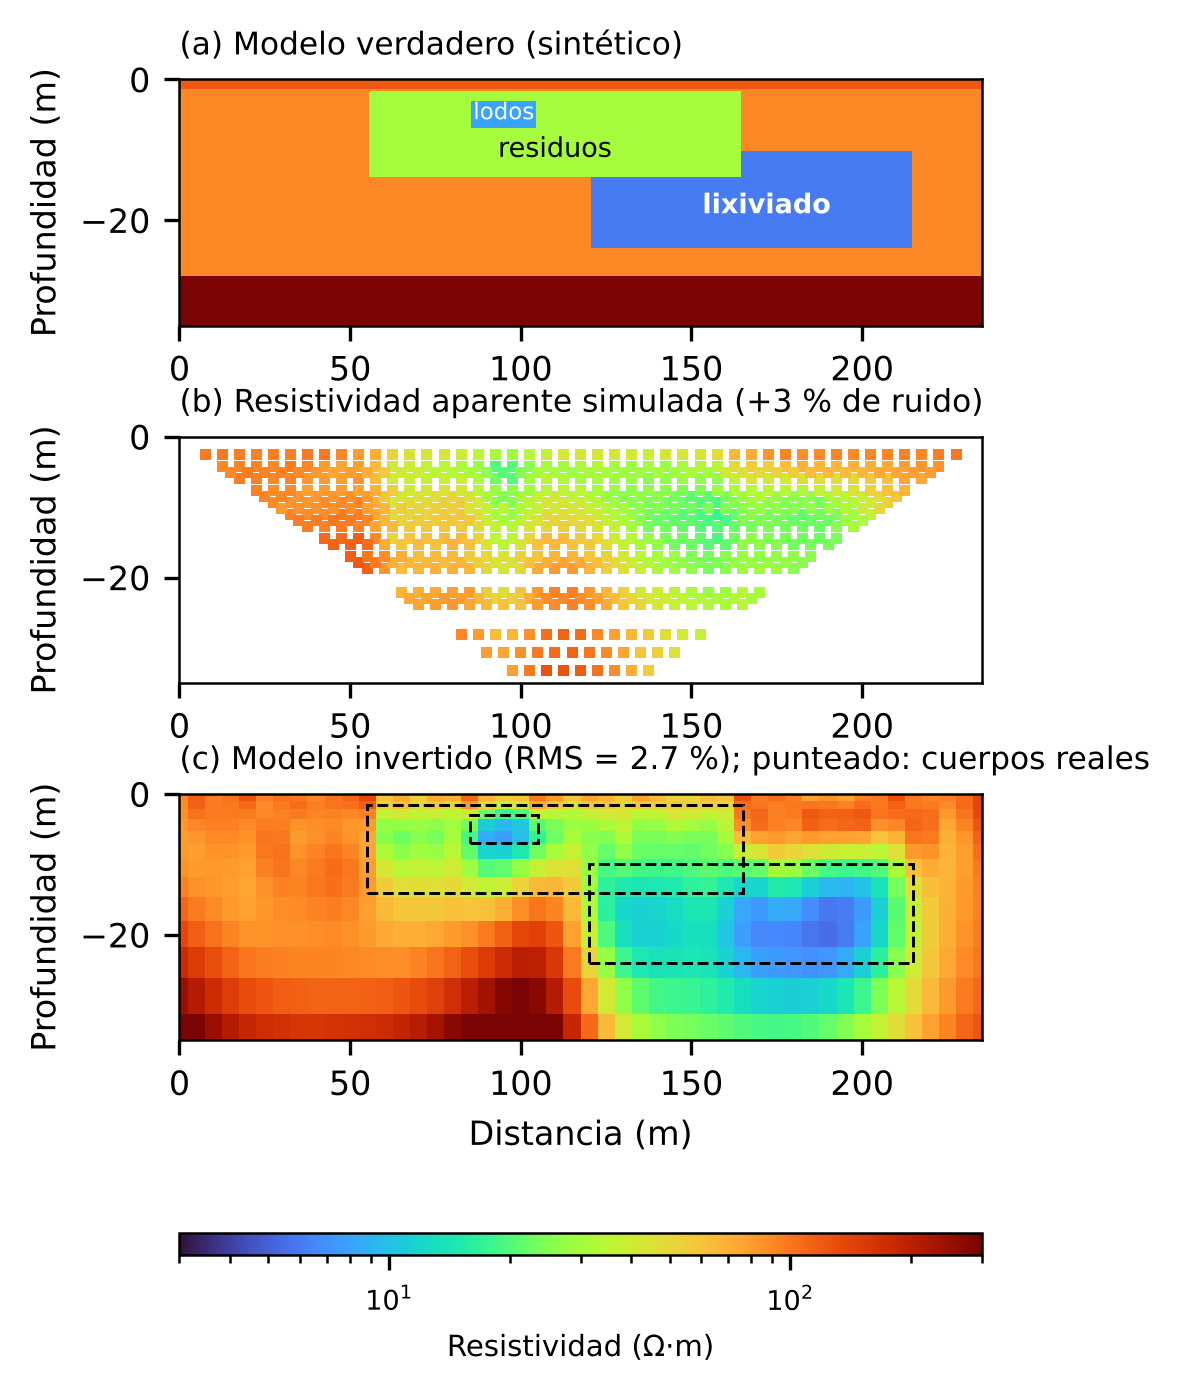 (a) Modelo verdadero (sintético)
Profundidad (m)
0
−20
lodos
residuos
lixiviado
0 50 100 150 200
(b) Resistividad aparente simulada (+3 % de ruido)
Profundidad (m)
0
−20
0 50 100 150 200
(c) Modelo invertido (RMS = 2.7 %); punteado: cuerpos reales
Profundidad (m)
0
−20
0 50 100 150 200
Distancia (m)
10¹ 10²
Resistividad (Ω·m)